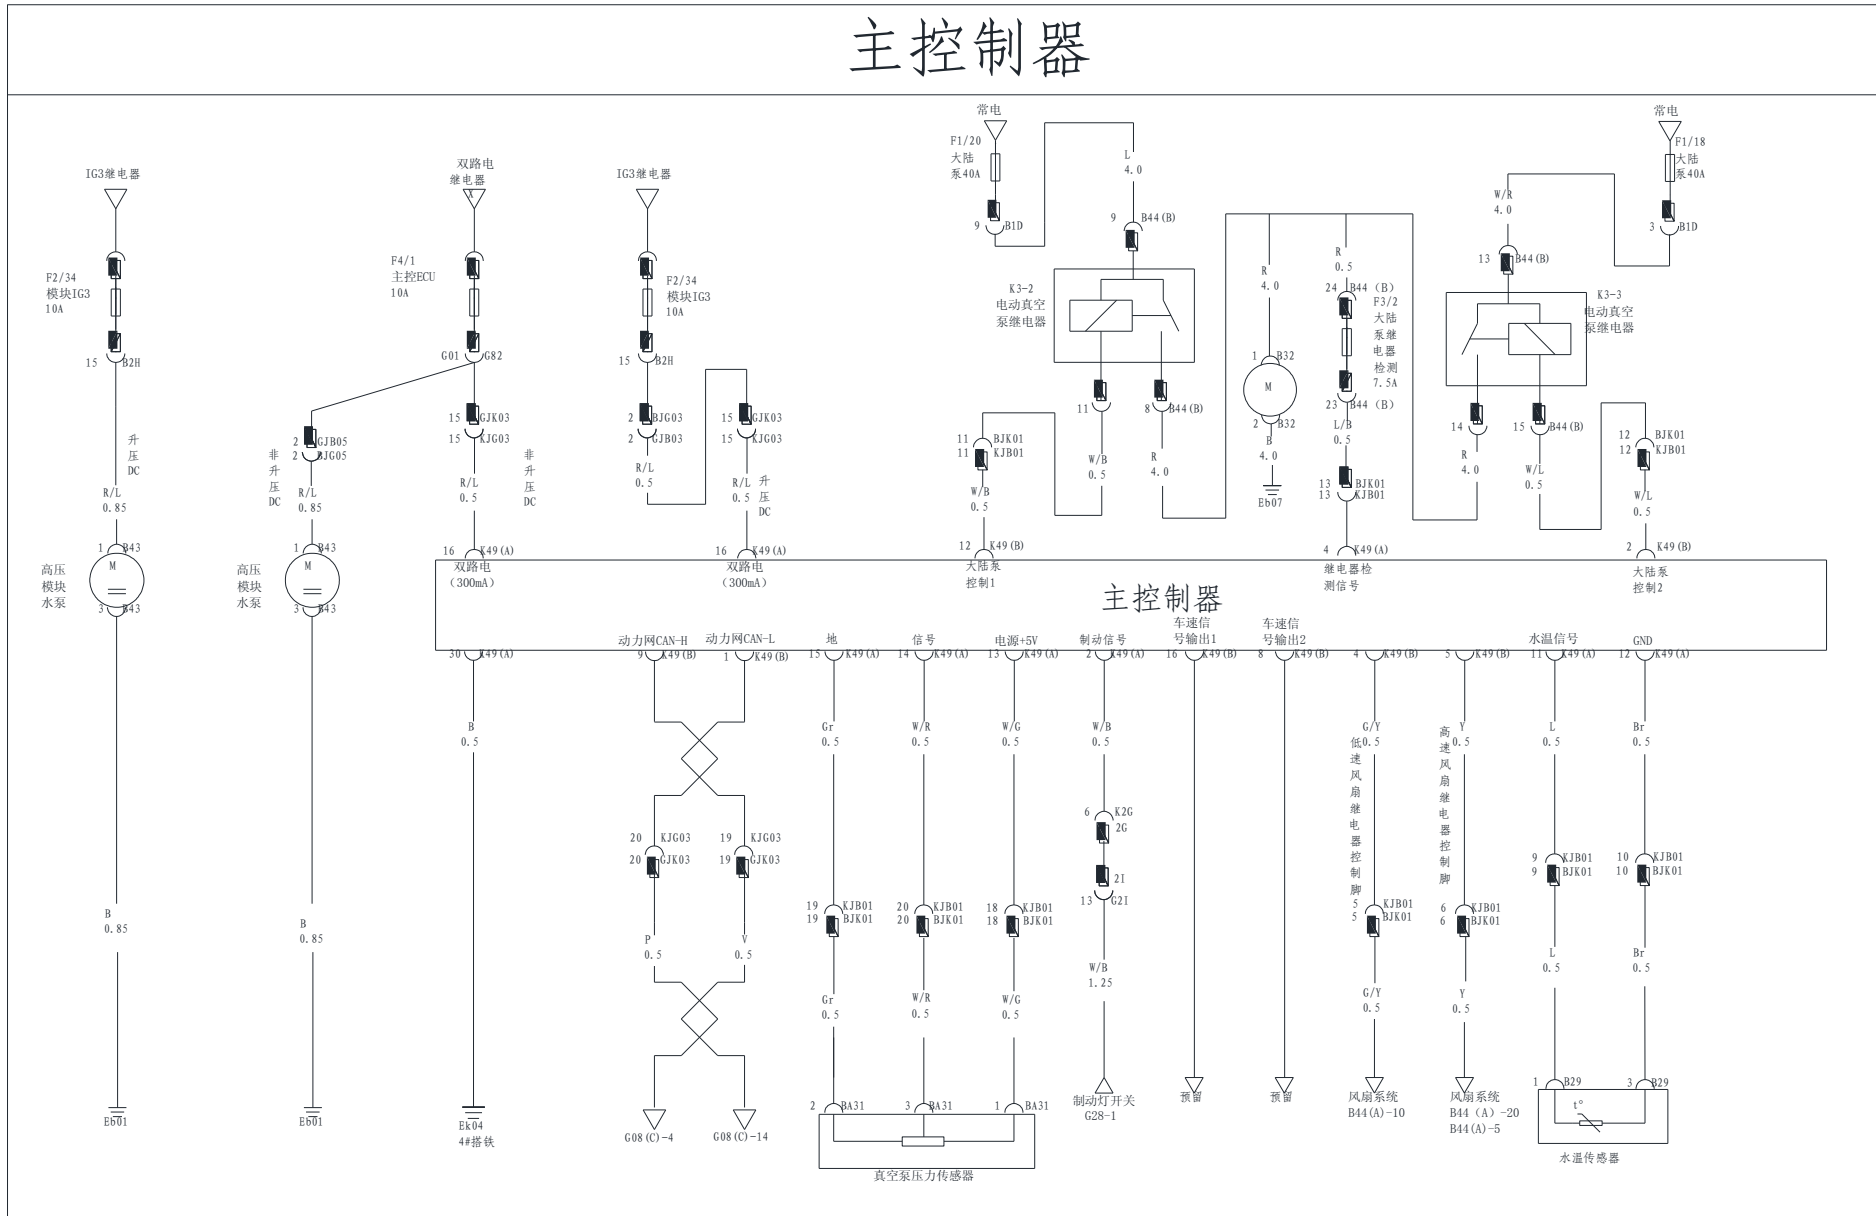 主控制器
常电
F1/20
大陆
泵40A
9 B1D
L
4.0
9 B44(B)
K3-2
电动真空
泵继电器
11
8 B44(B)
常电
F1/18
大陆
泵40A
3 B1D
W/R
4.0
13 B44(B)
K3-3
电动真空
泵继电器
14
15 B44(B)
IG3继电器
F2/34
模块IG3
10A
15 B2H
升压DC
R/L
0.85
1 B43
M
高压
模块
水泵
3 B43
B
0.85
Eb01
双路电
继电器
X
F4/1
主控ECU
10A
G01 G82
2 GJB05
2 BJG05
非升压DC
R/L
0.85
1 B43
M
高压
模块
水泵
3 B43
B
0.85
Eb01
15 GJK03
15 KJG03
非升压DC
R/L
0.5
16 K49(A)
双路电
(300mA)
IG3继电器
F2/34
模块IG3
10A
15 B2H
2 BJG03
2 GJB03
R/L
0.5
15 GJK03
15 KJG03
R/L
0.5
升压DC
16 K49(A)
双路电
(300mA)
11 BJK01
11 KJB01
W/B
0.5
W/B
0.5
12 K49(B)
大陆泵
控制1
R
4.0
R
4.0
1 B32
M
2 B32
B
4.0
Eb07
R
0.5
24 B44 (B)
F3/2
大陆
泵继
电器
检测
7.5A
23 B44 (B)
L/B
0.5
13 BJK01
13 KJB01
4 K49(A)
继电器检
测信号
R
4.0
W/L
0.5
12 BJK01
12 KJB01
W/L
0.5
2 K49(B)
大陆泵
控制2
主控制器
30 K49(A)
B
0.5
Ek04
4#搭铁
动力网CAN-H
9 K49(B)
动力网CAN-L
1 K49(B)
20 KJG03
20 GJK03
19 KJG03
19 GJK03
P
0.5
V
0.5
G08(C)-4
G08(C)-14
地
15 K49(A)
Gr
0.5
19 KJB01
19 BJK01
Gr
0.5
2 BA31
信号
14 K49(A)
W/R
0.5
20 KJB01
20 BJK01
W/R
0.5
3 BA31
电源+5V
13 K49(A)
W/G
0.5
18 KJB01
18 BJK01
W/G
0.5
1 BA31
真空泵压力传感器
制动信号
2 K49(A)
W/B
0.5
6 K2G
2G
2I
13 G2I
W/B
1.25
制动灯开关
G28-1
车速信
号输出1
16 K49(B)
预留
车速信
号输出2
8 K49(B)
预留
4 K49(B)
G/Y
0.5
低速风扇继电器控制脚
5 KJB01
5 BJK01
G/Y
0.5
风扇系统
B44(A)-10
5 K49(B)
Y
0.5
高速风扇继电器控制脚
6 KJB01
6 BJK01
Y
0.5
风扇系统
B44 (A) -20
B44(A)-5
水温信号
11 K49(A)
L
0.5
9 KJB01
9 BJK01
L
0.5
1 B29
GND
12 K49(A)
Br
0.5
10 KJB01
10 BJK01
Br
0.5
3 B29
t°
水温传感器